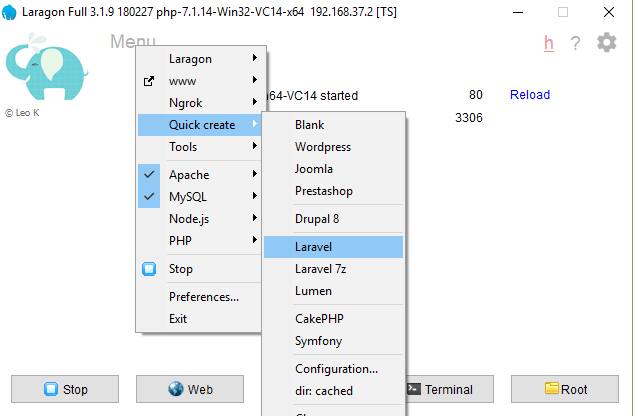 Laragon Full 3.1.9 180227 php-7.1.14-Win32-VC14-x64 192.168.37.2 [TS]
Menu
h ?
© Leo K
Laragon
www
Ngrok
Quick create
Tools
Apache
MySQL
Node.js
PHP
Stop
Preferences...
Exit
64-VC14 started 80 Reload
3306
Blank
Wordpress
Joomla
Prestashop
Drupal 8
Laravel
Laravel 7z
Lumen
CakePHP
Symfony
Configuration...
dir: cached
Stop
Web
Terminal
Root